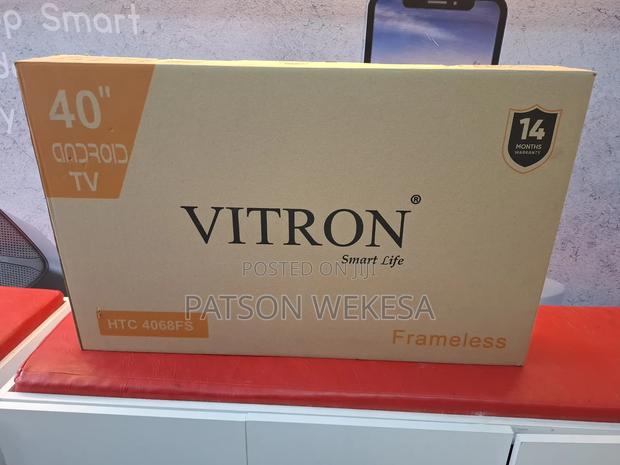 p Smart
40"
ANDROID
TV
14
MONTHS
WARRANTY
VITRON®
Smart Life
POSTED ON JIJI
PATSON WEKESA
HTC 4068FS
Frameless